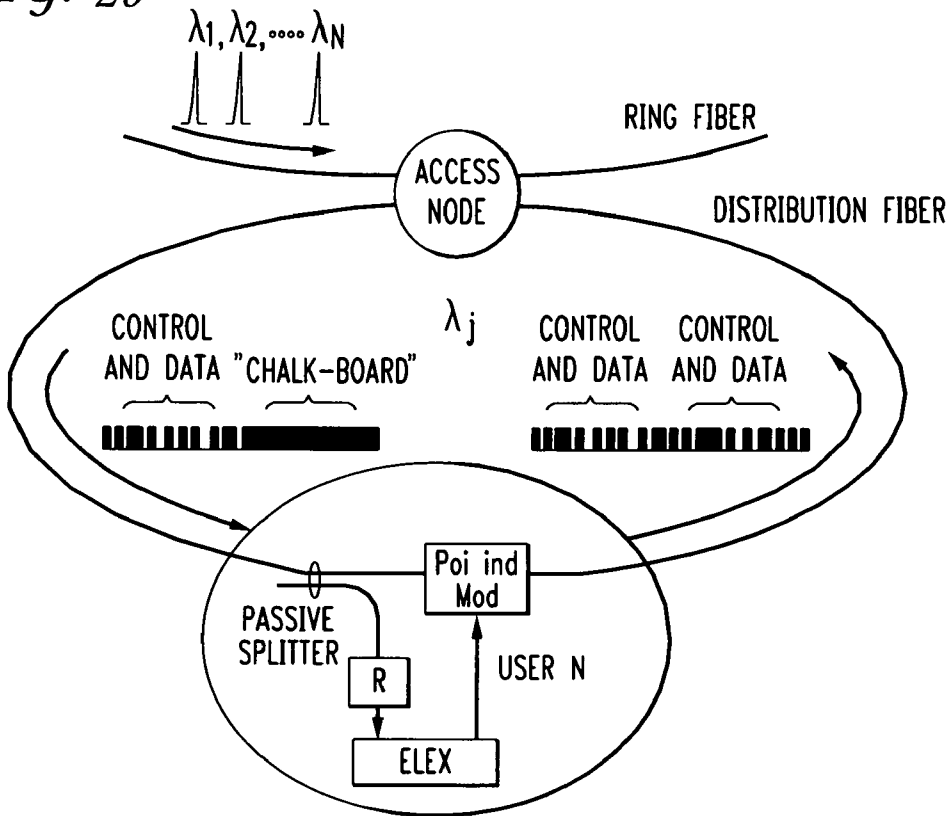 λ1, λ2, .... λN
RING FIBER
ACCESS
NODE
DISTRIBUTION FIBER
λj
CONTROL
AND DATA
"CHALK-BOARD"
CONTROL
AND DATA
CONTROL
AND DATA
Poi ind
Mod
PASSIVE
SPLITTER
USER N
R
ELEX